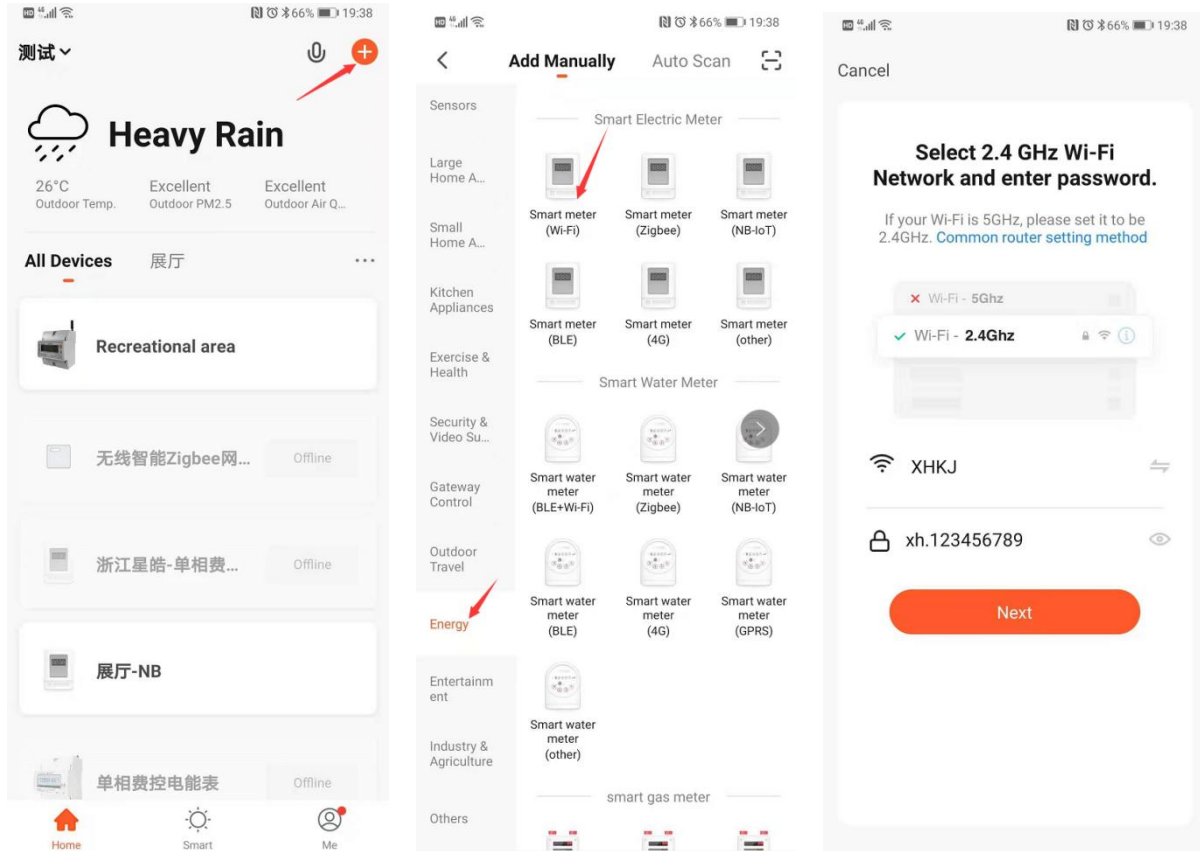 HD 4G 66% 19:38
测试
Heavy Rain
26°C Excellent Excellent
Outdoor Temp. Outdoor PM2.5 Outdoor Air Q...
All Devices 展厅 ...
Recreational area
无线智能Zigbee网... Offline
浙江星皓-单相费... Offline
展厅-NB
单相费控电能表 Offline
Home Smart Me
HD 4G 66% 19:38
Add Manually Auto Scan
Sensors
Large
Home A...
Small
Home A...
Kitchen
Appliances
Exercise &
Health
Security &
Video Su...
Gateway
Control
Outdoor
Travel
Energy
Entertainm
ent
Industry &
Agriculture
Others
Smart Electric Meter
Smart meter Smart meter Smart meter
(Wi-Fi) (Zigbee) (NB-IoT)
Smart meter Smart meter Smart meter
(BLE) (4G) (other)
Smart Water Meter
Smart water Smart water Smart water
meter meter meter
(BLE+Wi-Fi) (Zigbee) (NB-IoT)
Smart water Smart water Smart water
meter meter meter
(BLE) (4G) (GPRS)
Smart water
meter
(other)
smart gas meter
HD 4G 66% 19:38
Cancel
Select 2.4 GHz Wi-Fi
Network and enter password.
If your Wi-Fi is 5GHz, please set it to be
2.4GHz. Common router setting method
Wi-Fi - 5Ghz
Wi-Fi - 2.4Ghz
XHKJ
xh.123456789
Next